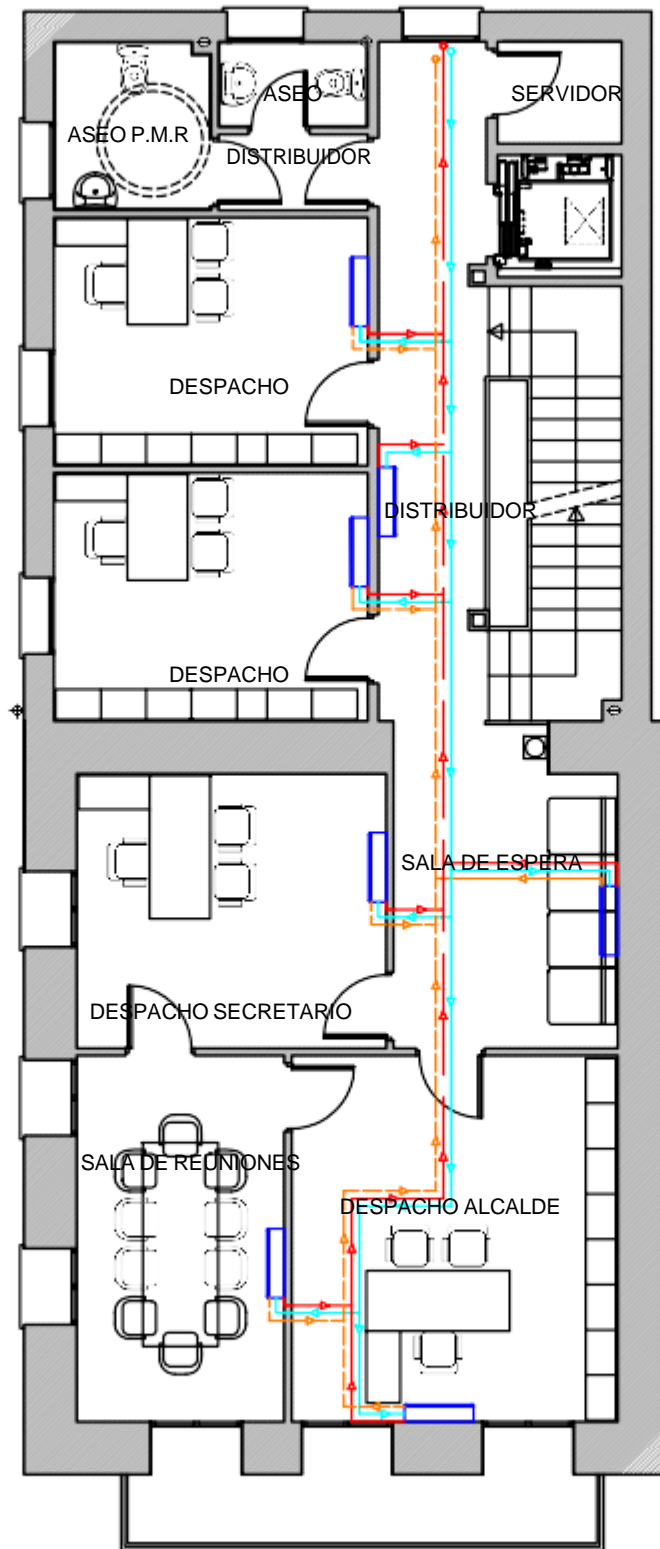 ASEO
SERVIDOR
ASEO P.M.R
DISTRIBUIDOR
DESPACHO
DISTRIBUIDOR
DESPACHO
SALA DE ESPERA
DESPACHO SECRETARIO
SALA DE REUNIONES
DESPACHO ALCALDE